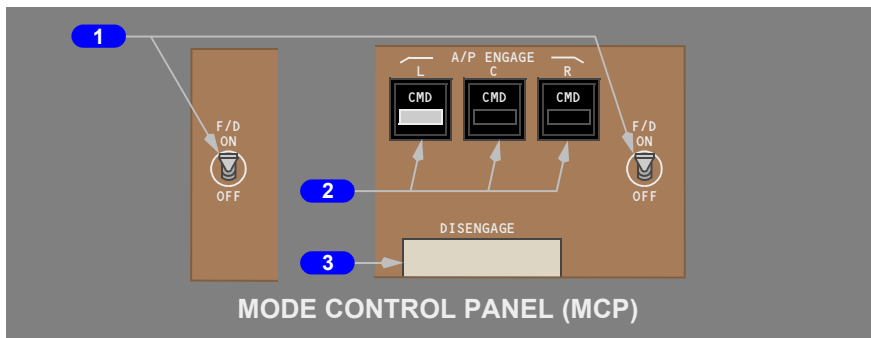 1
A/P ENGAGE
L C R
CMD CMD CMD
F/D
ON
OFF
F/D
ON
OFF
2
DISENGAGE
3
MODE CONTROL PANEL (MCP)